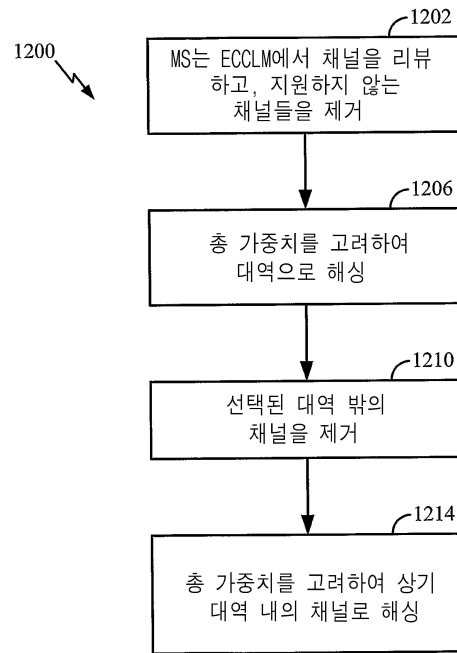 1200
1202
MS는 ECCLM에서 채널을 리뷰
하고, 지원하지 않는
채널들을 제거
1206
총 가중치를 고려하여
대역으로 해싱
1210
선택된 대역 밖의
채널을 제거
1214
총 가중치를 고려하여 상기
대역 내의 채널로 해싱